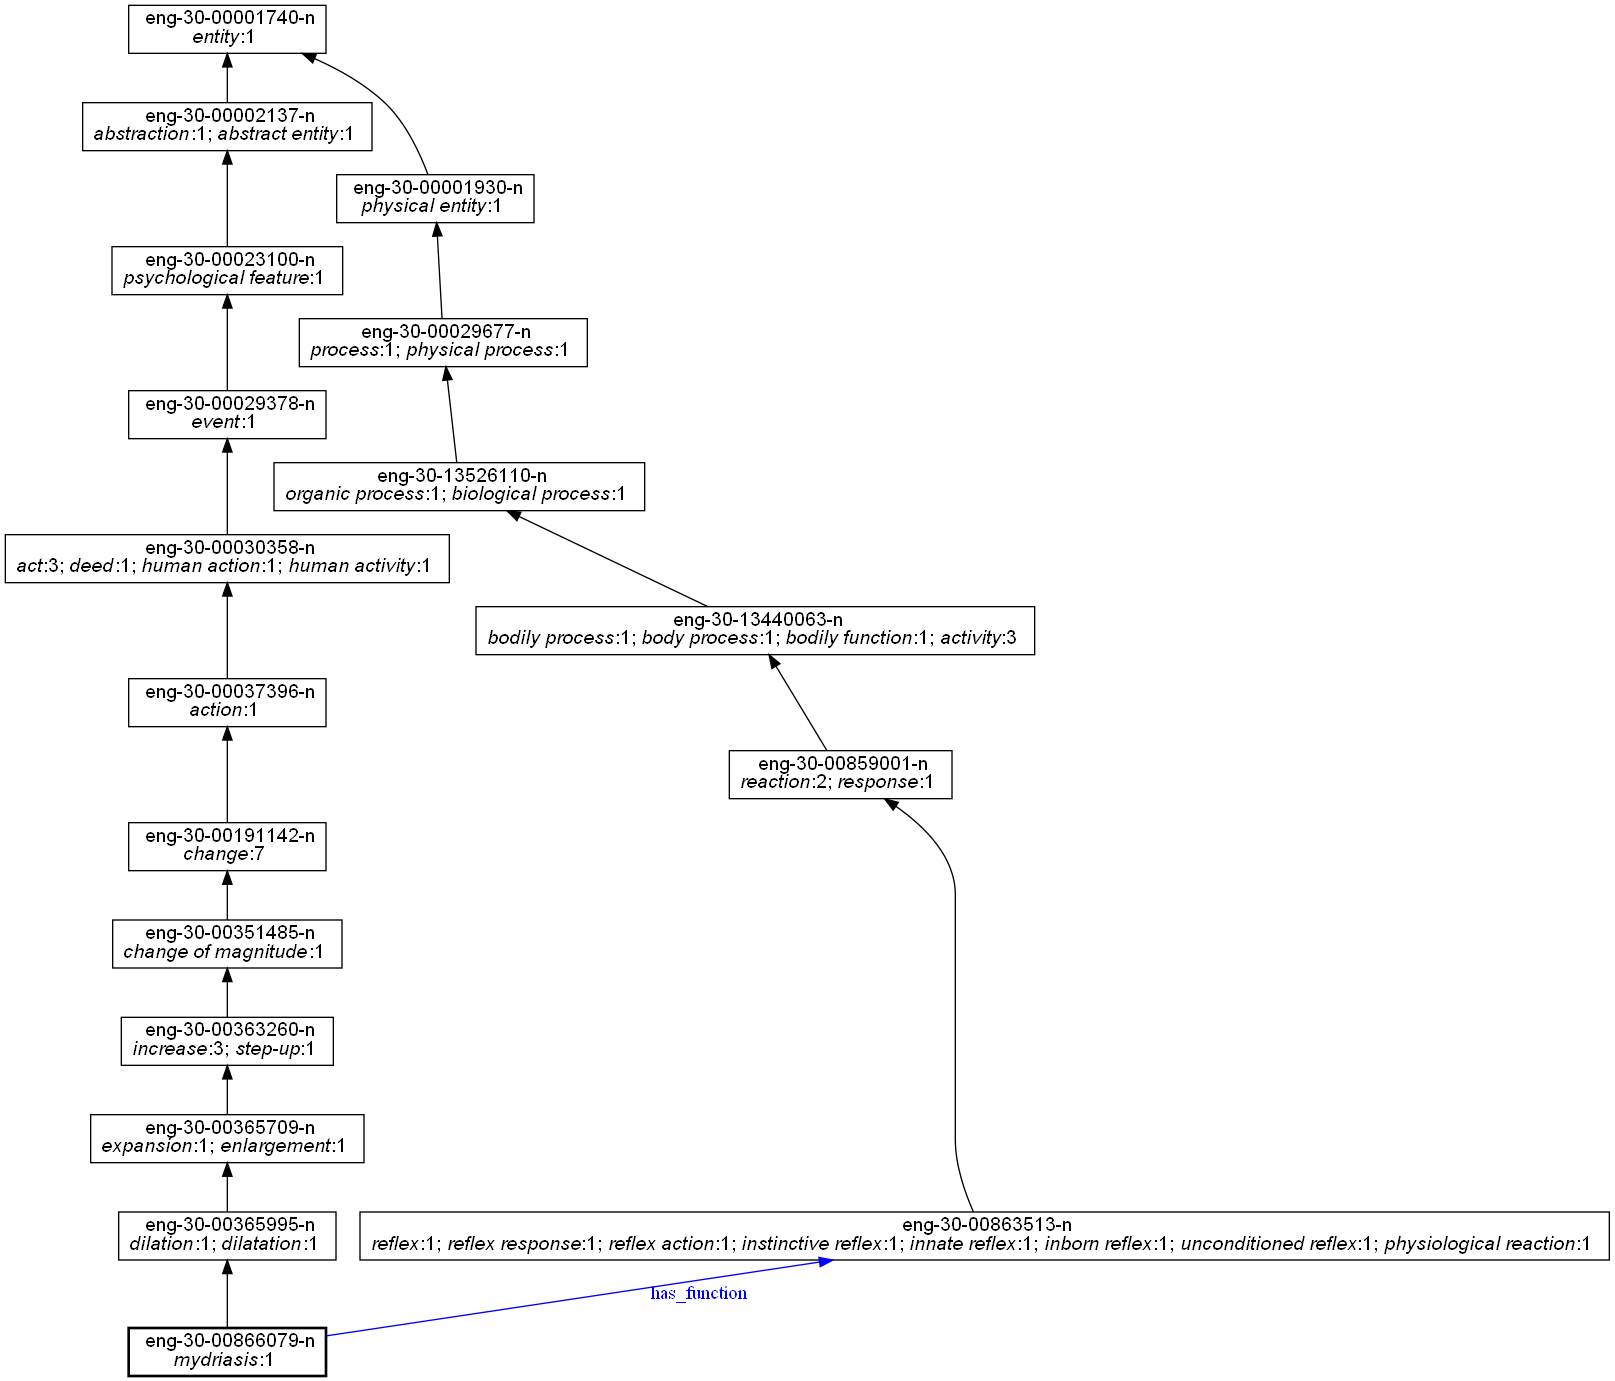 eng-30-00001740-n
entity:1
eng-30-00002137-n
abstraction:1; abstract entity:1
eng-30-00001930-n
physical entity:1
eng-30-00023100-n
psychological feature:1
eng-30-00029677-n
process:1; physical process:1
eng-30-00029378-n
event:1
eng-30-13526110-n
organic process:1; biological process:1
eng-30-00030358-n
act:3; deed:1; human action:1; human activity:1
eng-30-13440063-n
bodily process:1; body process:1; bodily function:1; activity:3
eng-30-00037396-n
action:1
eng-30-00859001-n
reaction:2; response:1
eng-30-00191142-n
change:7
eng-30-00351485-n
change of magnitude:1
eng-30-00363260-n
increase:3; step-up:1
eng-30-00365709-n
expansion:1; enlargement:1
eng-30-00365995-n
dilation:1; dilatation:1
eng-30-00863513-n
reflex:1; reflex response:1; reflex action:1; instinctive reflex:1; innate reflex:1; inborn reflex:1; unconditioned reflex:1; physiological reaction:1
has_function
eng-30-00866079-n
mydriasis:1